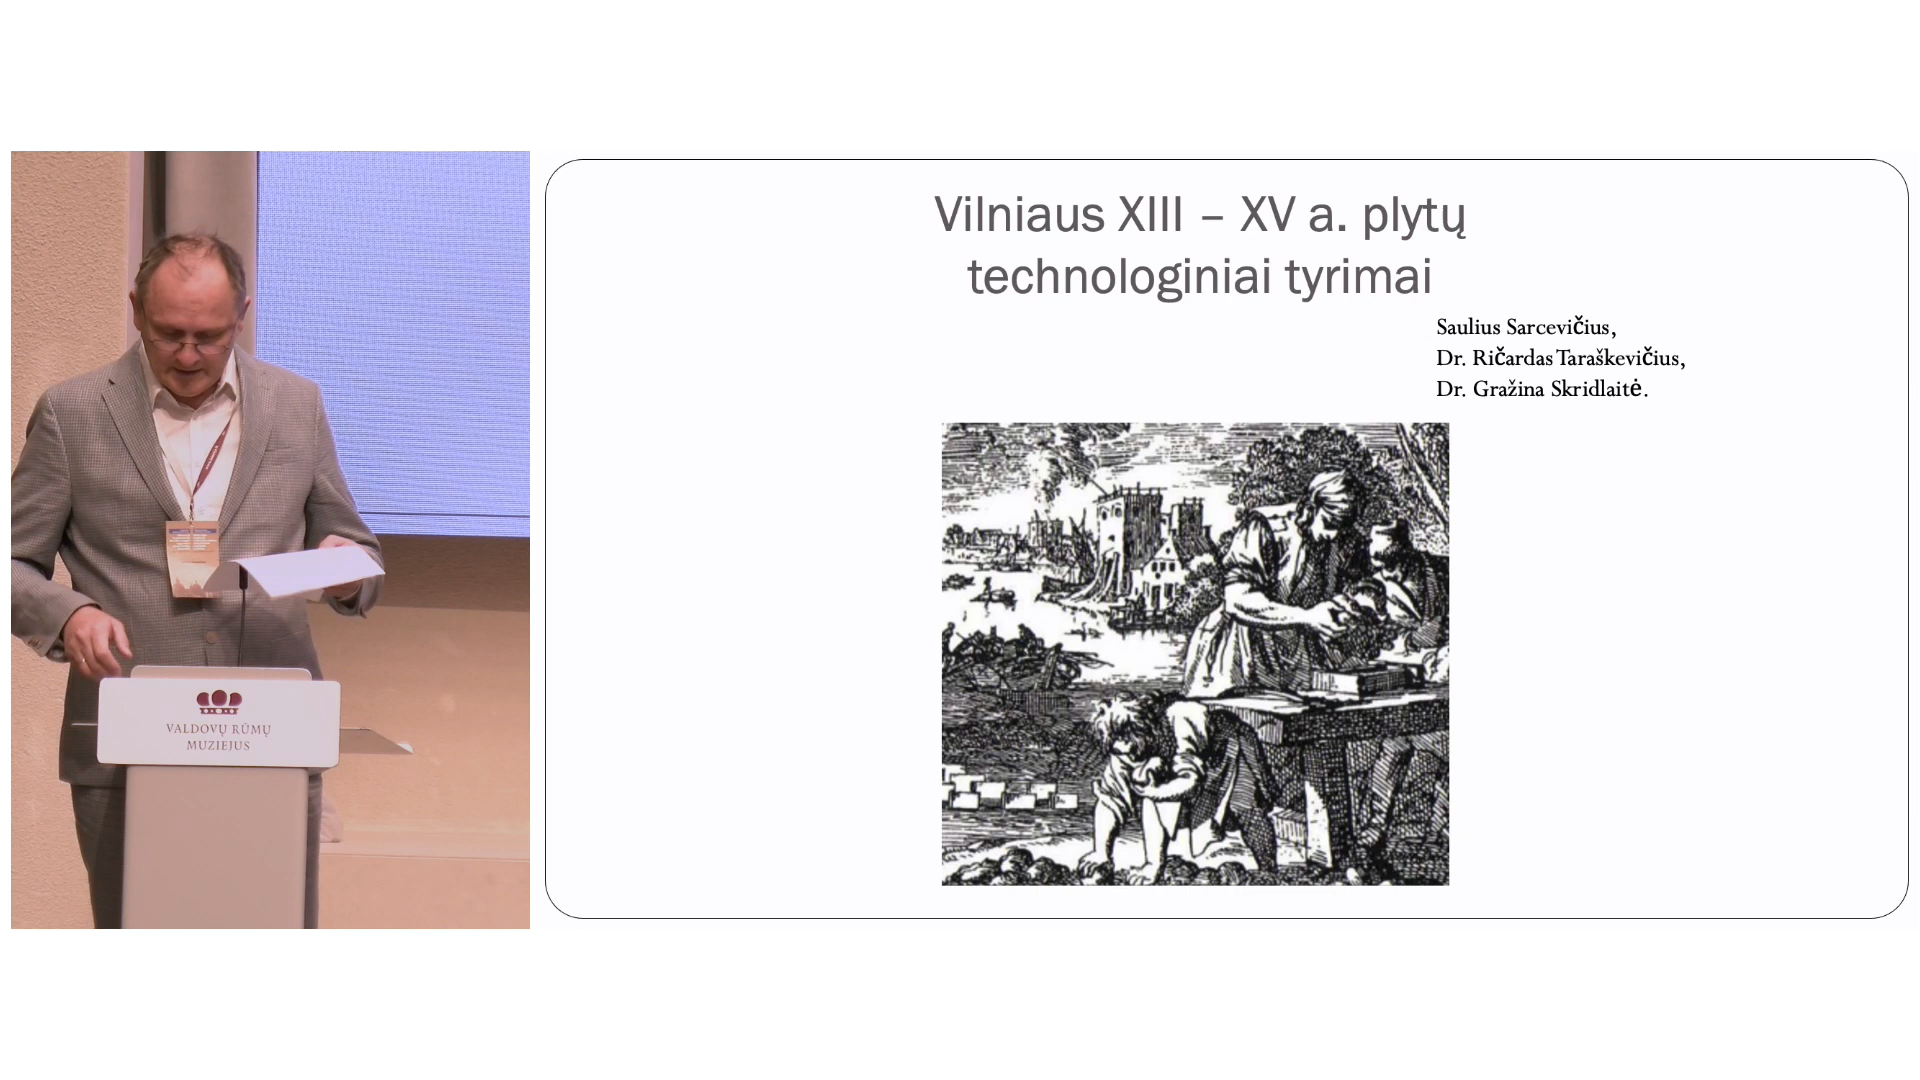 Vilniaus XIII – XV a. plytų
technologiniai tyrimai
Saulius Sarcevičius,
Dr. Ričardas Taraškevičius,
Dr. Gražina Skridlaitė.
VALDOVŲ RŪMŲ
MUZIEJUS